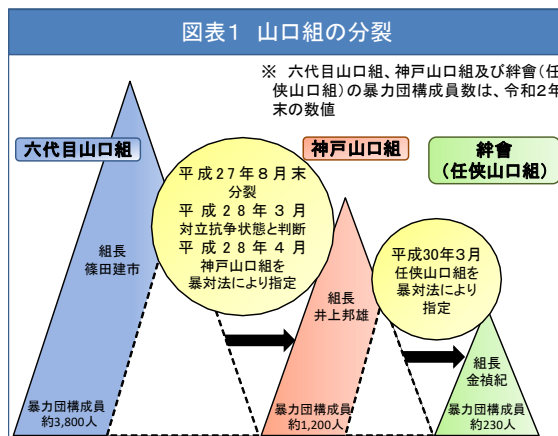 図表1 山口組の分裂
※ 六代目山口組、神戸山口組及び絆會(任
侠山口組)の暴力団構成員数は、令和2年
末の数値
六代目山口組
神戸山口組
絆會
(任侠山口組)
平成27年8月末
分裂
平成28年3月
対立抗争状態と判断
平成28年4月
神戸山口組を
暴対法により指定
平成30年3月
任侠山口組を
暴対法により
指定
組長
篠田建市
組長
井上邦雄
組長
金禎紀
暴力団構成員
約3,800人
暴力団構成員
約1,200人
暴力団構成員
約230人